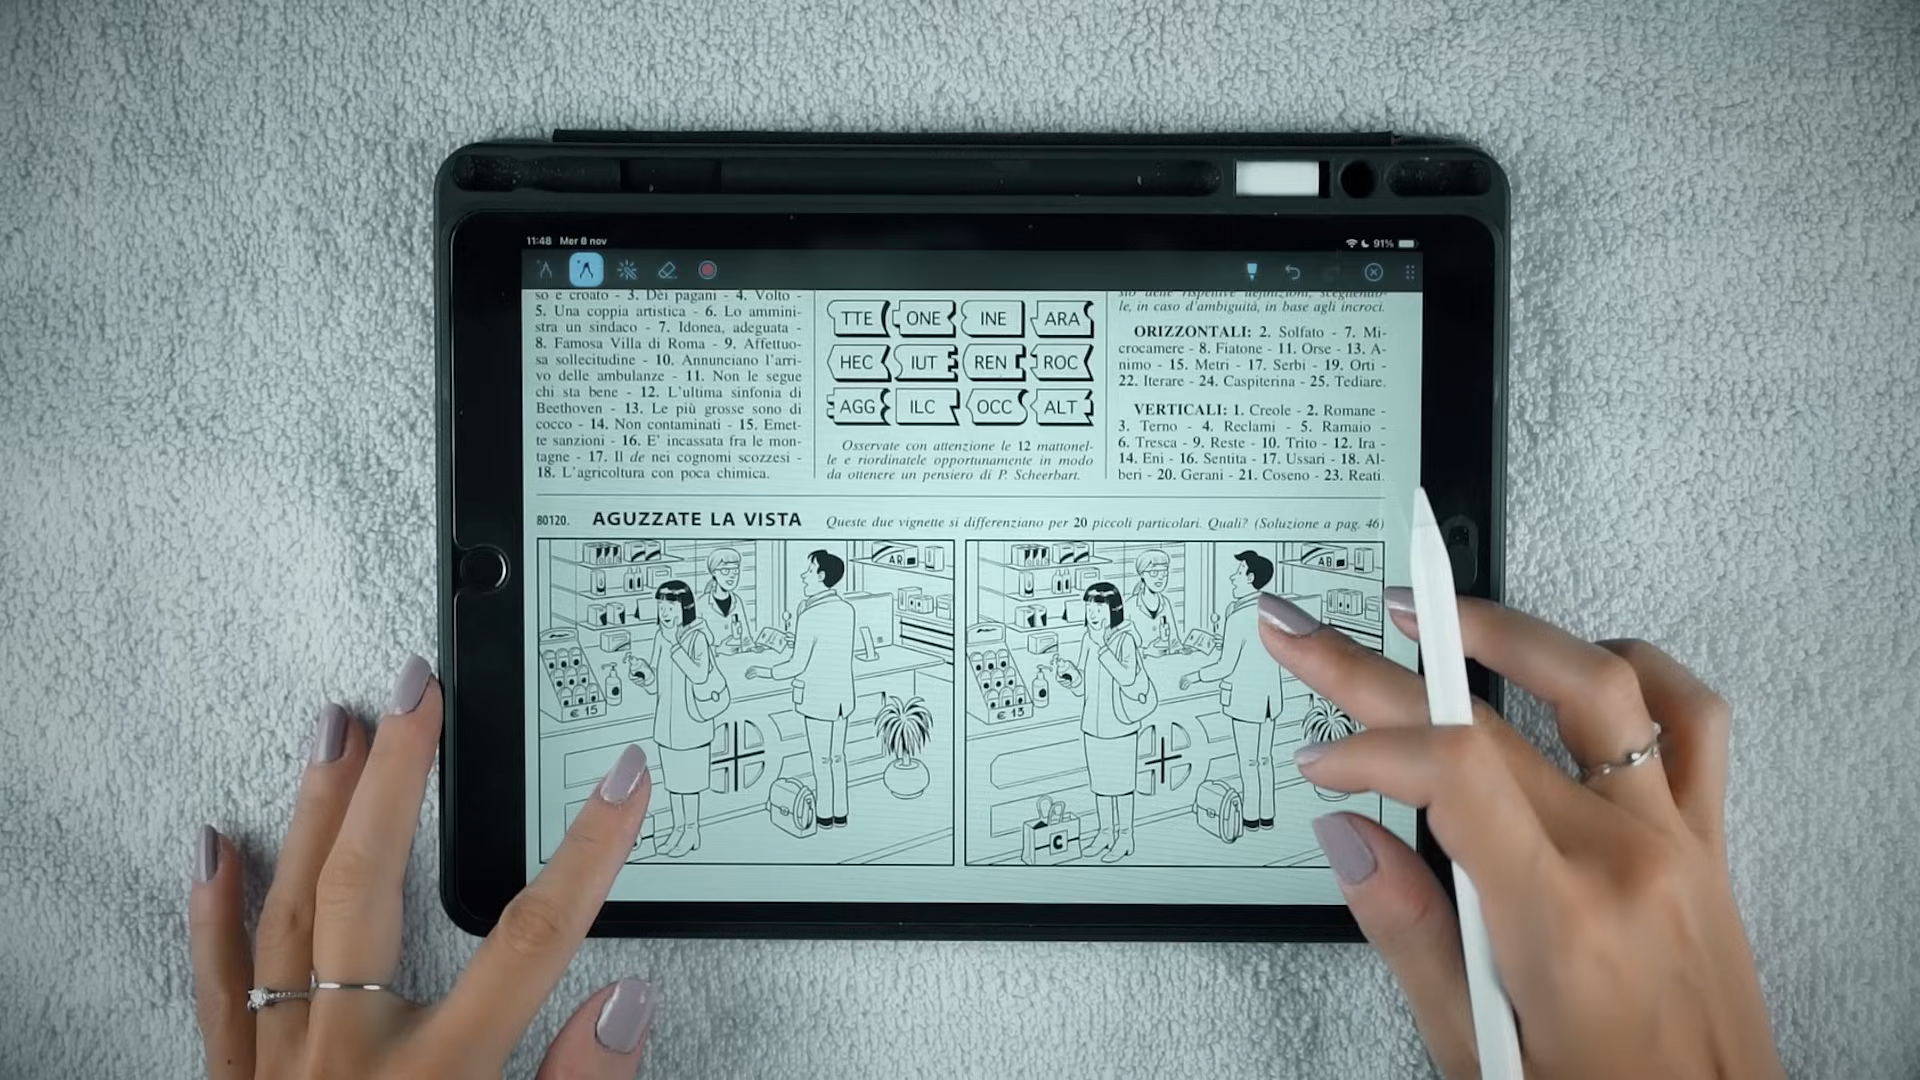 11:48 Mer 8 nov
91%
so e croato - 3. Dei pagani - 4. Volto -
5. Una coppia artistica - 6. Lo ammini-
stra un sindaco - 7. Idonea, adeguata -
8. Famosa Villa di Roma - 9. Affettuo-
sa sollecitudine - 10. Annunciano l'arri-
vo delle ambulanze - 11. Non le segue
chi sta bene - 12. L'ultima sinfonia di
Beethoven - 13. Le più grosse sono di
cocco - 14. Non contaminati - 15. Emet-
te sanzioni - 16. E' incassata fra le mon-
tagne - 17. Il de nei cognomi scozzesi -
18. L'agricoltura con poca chimica.
TTE ONE INE ARA
HEC IUT REN ROC
AGG ILC OCC ALT
Osservate con attenzione le 12 mattonel-
le e riordinatele opportunamente in modo
da ottenere un pensiero di P. Scheerbart.
sto delle rispettive definizioni, scegliendo-
le, in caso d'ambiguità, in base agli incroci.
ORIZZONTALI: 2. Solfato - 7. Mi-
crocamere - 8. Fiatone - 11. Orse - 13. A-
nimo - 15. Metri - 17. Serbi - 19. Orti -
22. Iterare - 24. Caspiterina - 25. Tediare.
VERTICALI: 1. Creole - 2. Romane -
3. Terno - 4. Reclami - 5. Ramaio -
6. Tresca - 9. Reste - 10. Trito - 12. Ira -
14. Eni - 16. Sentita - 17. Ussari - 18. Al-
beri - 20. Gerani - 21. Coseno - 23. Reati.
80120. AGUZZATE LA VISTA Queste due vignette si differenziano per 20 piccoli particolari. Quali? (Soluzione a pag. 46)
AR
€ 15
AB
€ 13
C